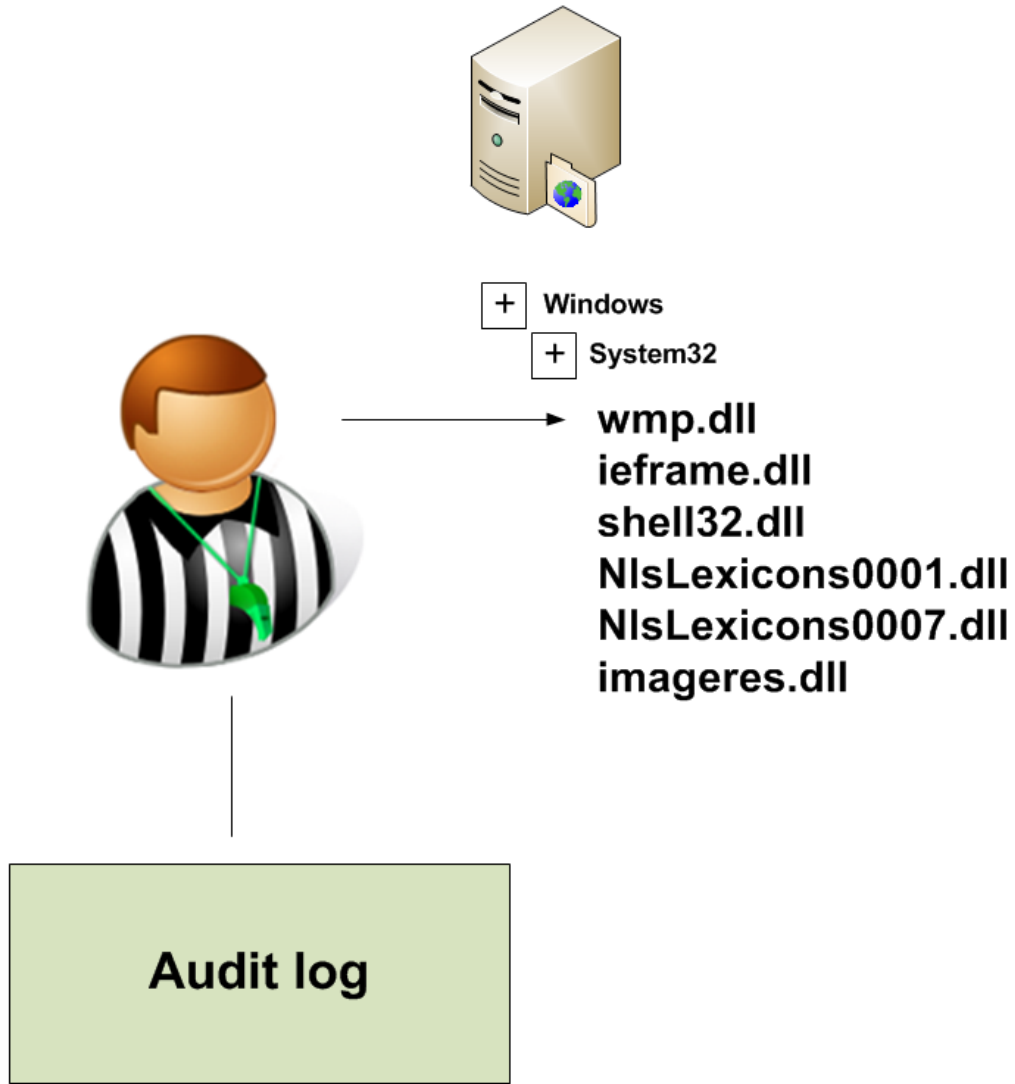 + Windows
+ System32
wmp.dll
ieframe.dll
shell32.dll
NlsLexicons0001.dll
NlsLexicons0007.dll
imageres.dll
Audit log